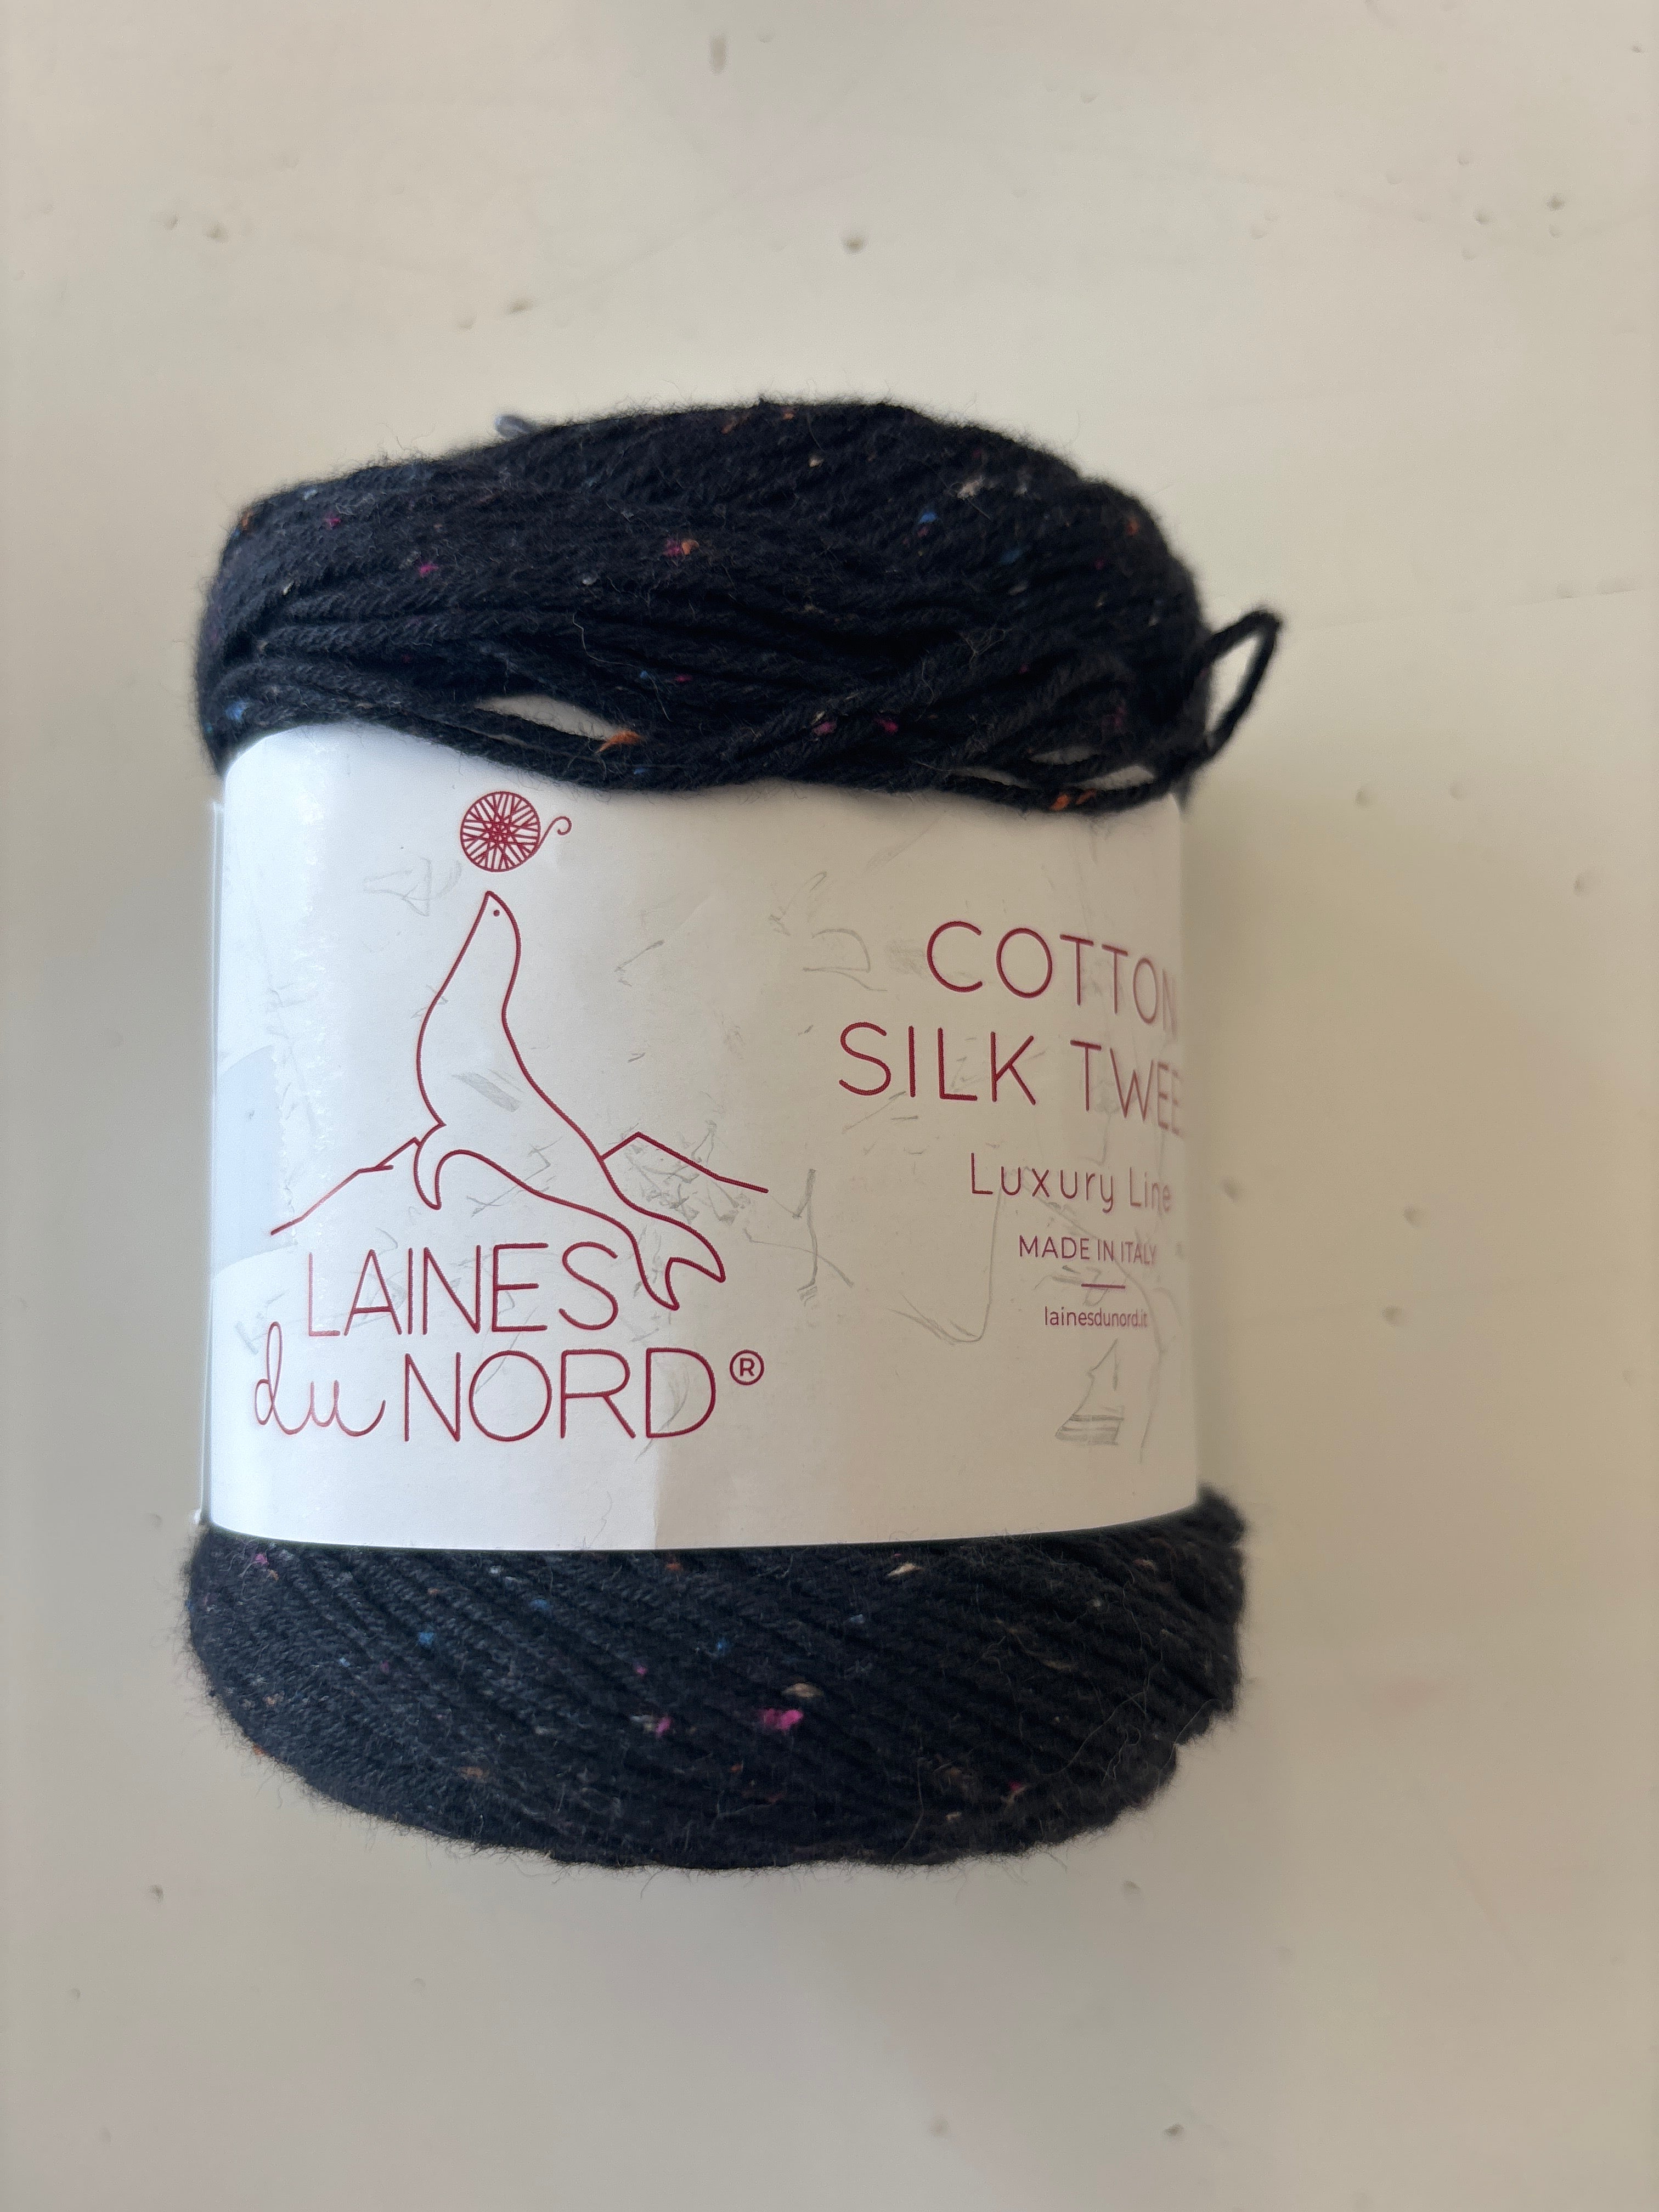 LAINES
du NORD®
COTTON
SILK TWEE
Luxury Line
MADE IN ITALY
lainesdunord.it